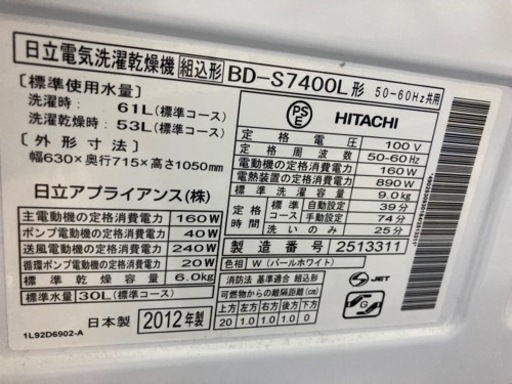 日立電気洗濯乾燥機 組込形 BD-S7400L形 50-60Hz共用
[標準使用水量]
洗濯時： 61L(標準コース)
洗濯乾燥時：53L(標準コース)
[外形寸法]
幅630×奥行715×高さ1050mm
日立アプライアンス(株)
主電動機の定格消費電力 160W
ポンプ電動機の定格消費電力 40W
送風電動機の定格消費電力 240W
循環ポンプ電動機の定格消費電力 20W
標準乾燥容量 6.0kg
標準水量 30L(標準コース)
日本製 2012年製
1L92D6902-A
PSE HITACHI
定格電圧 100V
定格周波数 50-60Hz
電動機の定格消費電力 160W
電熱装置の定格消費電力 890W
標準洗濯容量 9.0kg
標準コース 自動設定 39分
手動設定 74分
洗いのみ 25分
製造番号 2513311
色相 W (パールホワイト)
消防法 基準適合 組込形
可燃物からの離隔距離(cm)
上方 左方 右方 前方 後方 下方
20 1.0 1.0 0 1.0 0
S JET
G